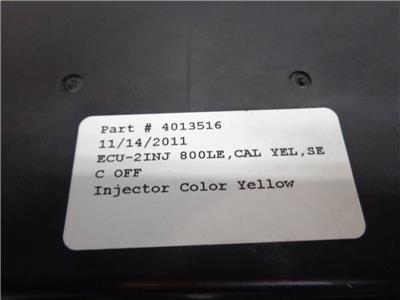 Part # 4013516
11/14/2011
ECU-2INJ 800LE,CAL YEL,SE
C OFF
Injector Color Yellow